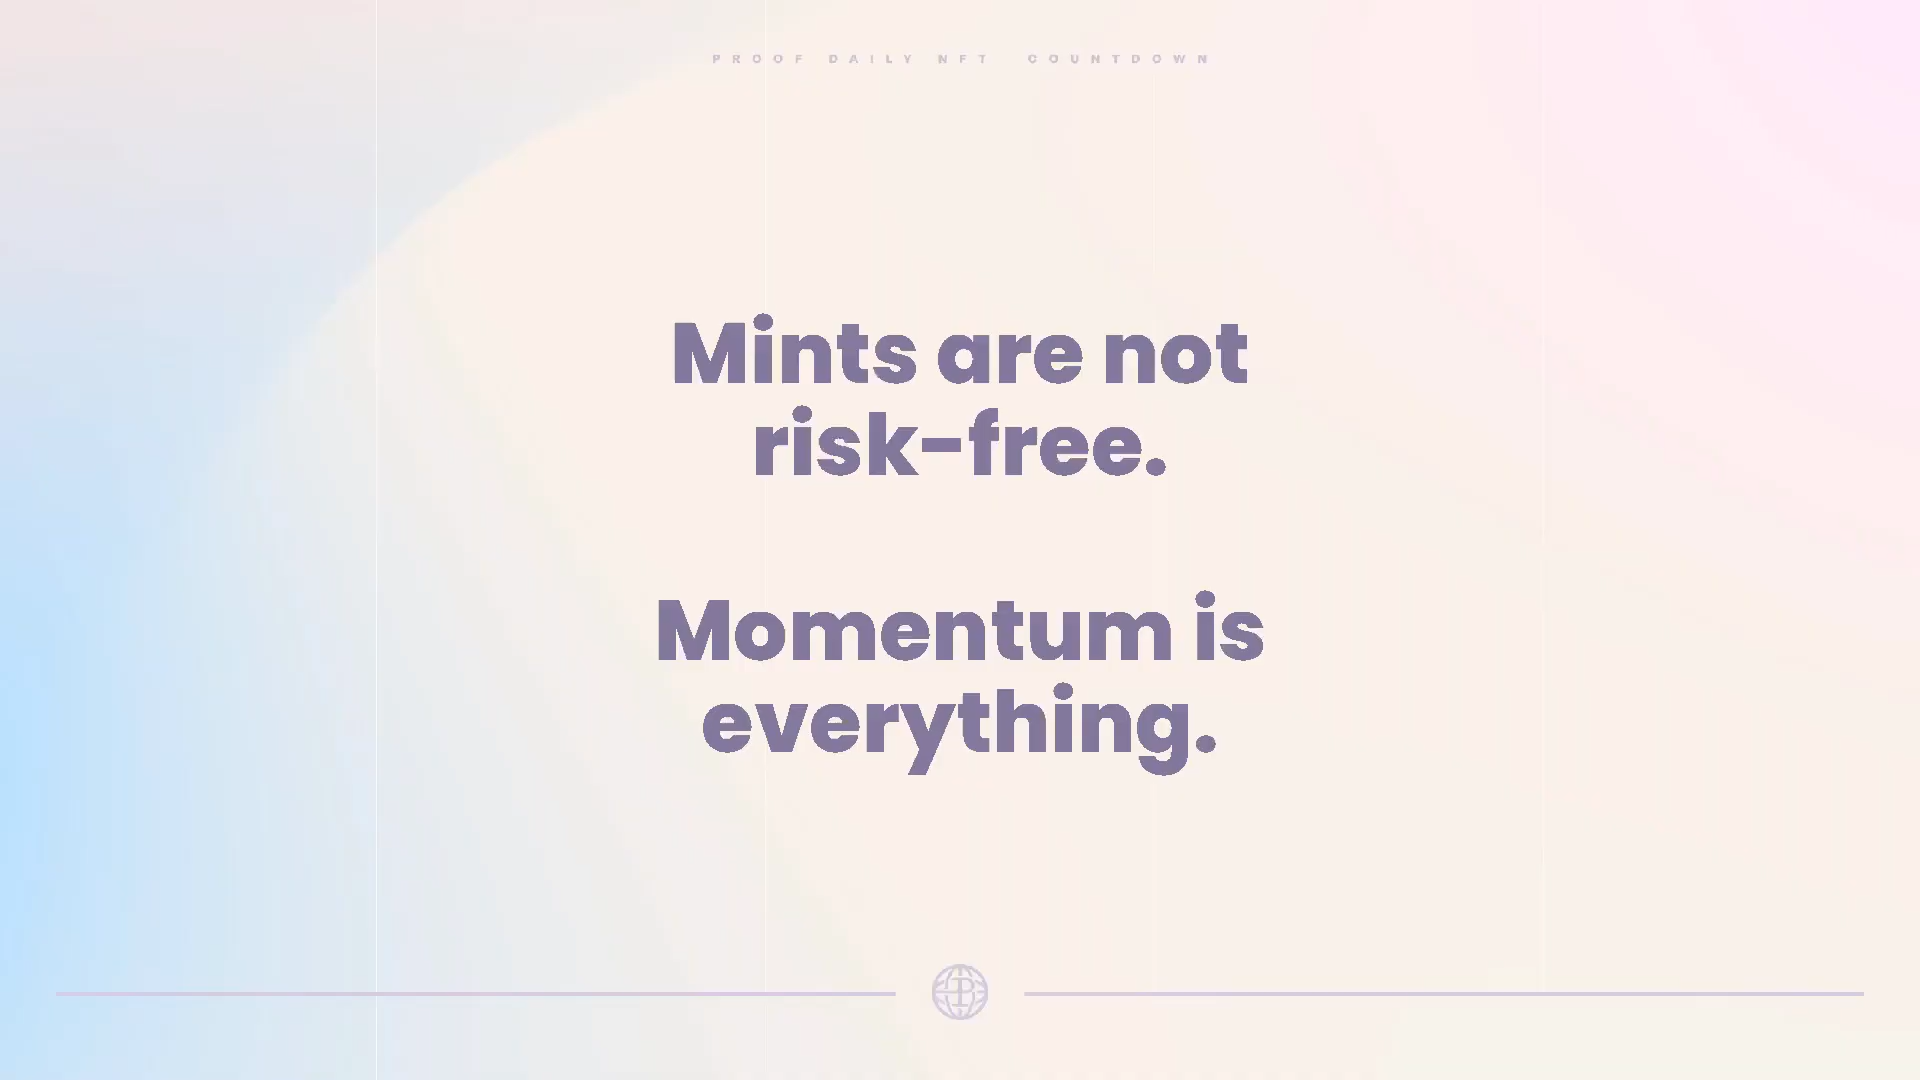 PROOF DAILY NFT COUNTDOWN
Mints are not
risk-free.
Momentum is
everything.
P